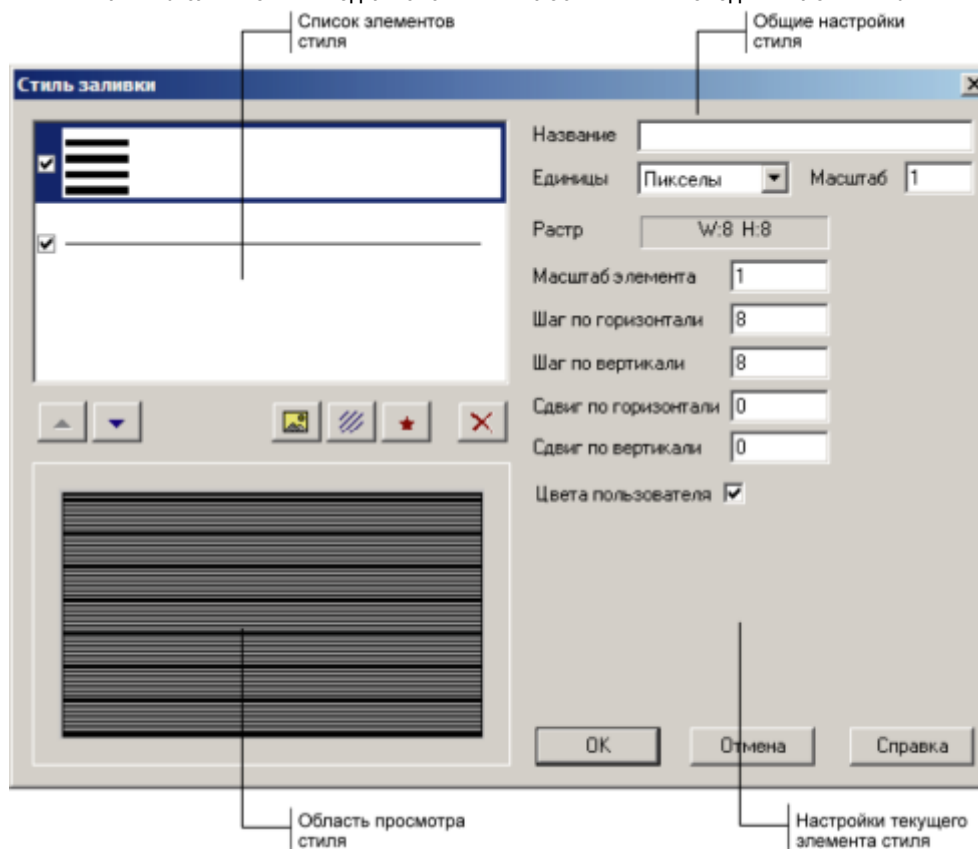 Список элементов
стиля
Общие настройки
стиля
Стиль заливки
Название
Единицы Пикселы Масштаб 1
Растр W:8 H:8
Масштаб элемента 1
Шаг по горизонтали 8
Шаг по вертикали 8
Сдвиг по горизонтали 0
Сдвиг по вертикали 0
Цвета пользователя
OK Отмена Справка
Область просмотра
стиля
Настройки текущего
элемента стиля